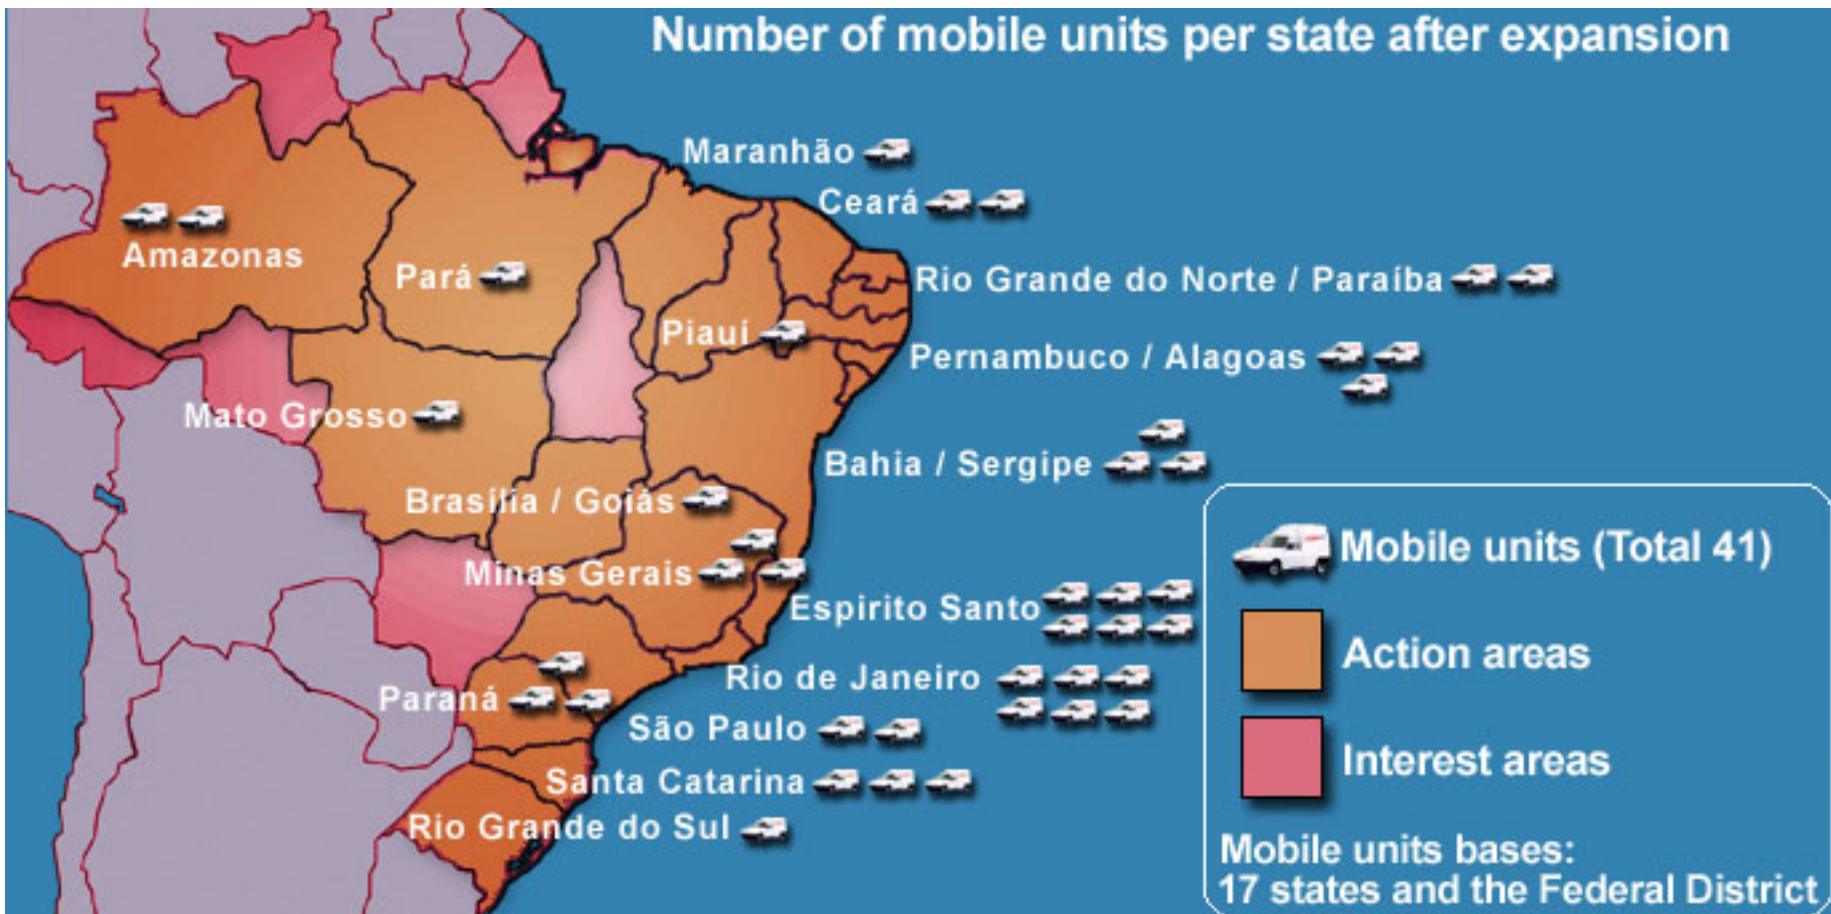 Number of mobile units per state after expansion
Maranhão
Ceará
Amazonas
Pará
Rio Grande do Norte / Paraíba
Piauí
Pernambuco / Alagoas
Mato Grosso
Bahia / Sergipe
Brasília / Goiás
Minas Gerais
Espirito Santo
Rio de Janeiro
Paraná
São Paulo
Santa Catarina
Rio Grande do Sul
Mobile units (Total 41)
Action areas
Interest areas
Mobile units bases:
17 states and the Federal District